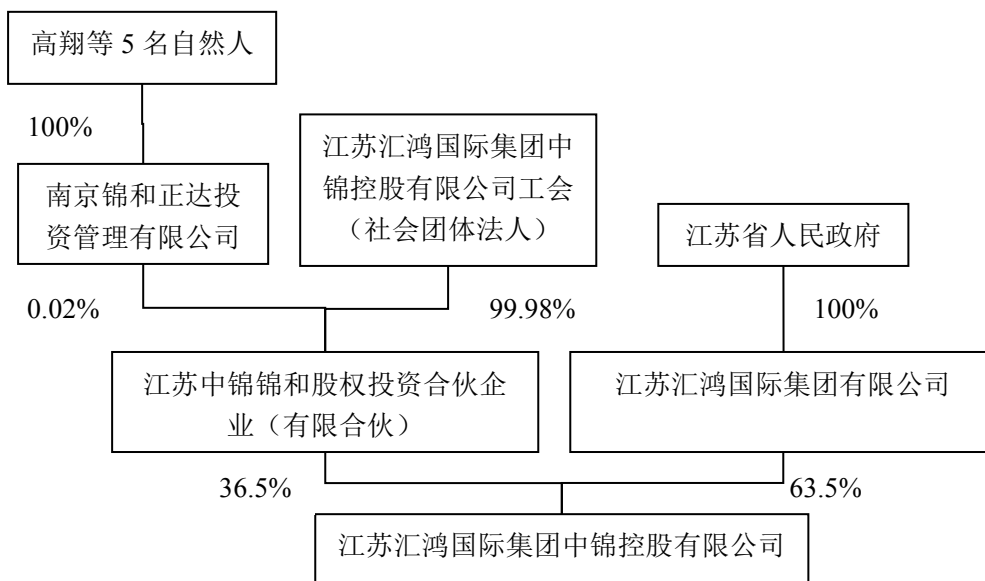 高翔等 5 名自然人
100%
江苏汇鸿国际集团中
锦控股有限公司工会
（社会团体法人）
南京锦和正达投
资管理有限公司
江苏省人民政府
0.02%
99.98%
100%
江苏中锦锦和股权投资合伙企
业（有限合伙）
江苏汇鸿国际集团有限公司
36.5%
63.5%
江苏汇鸿国际集团中锦控股有限公司